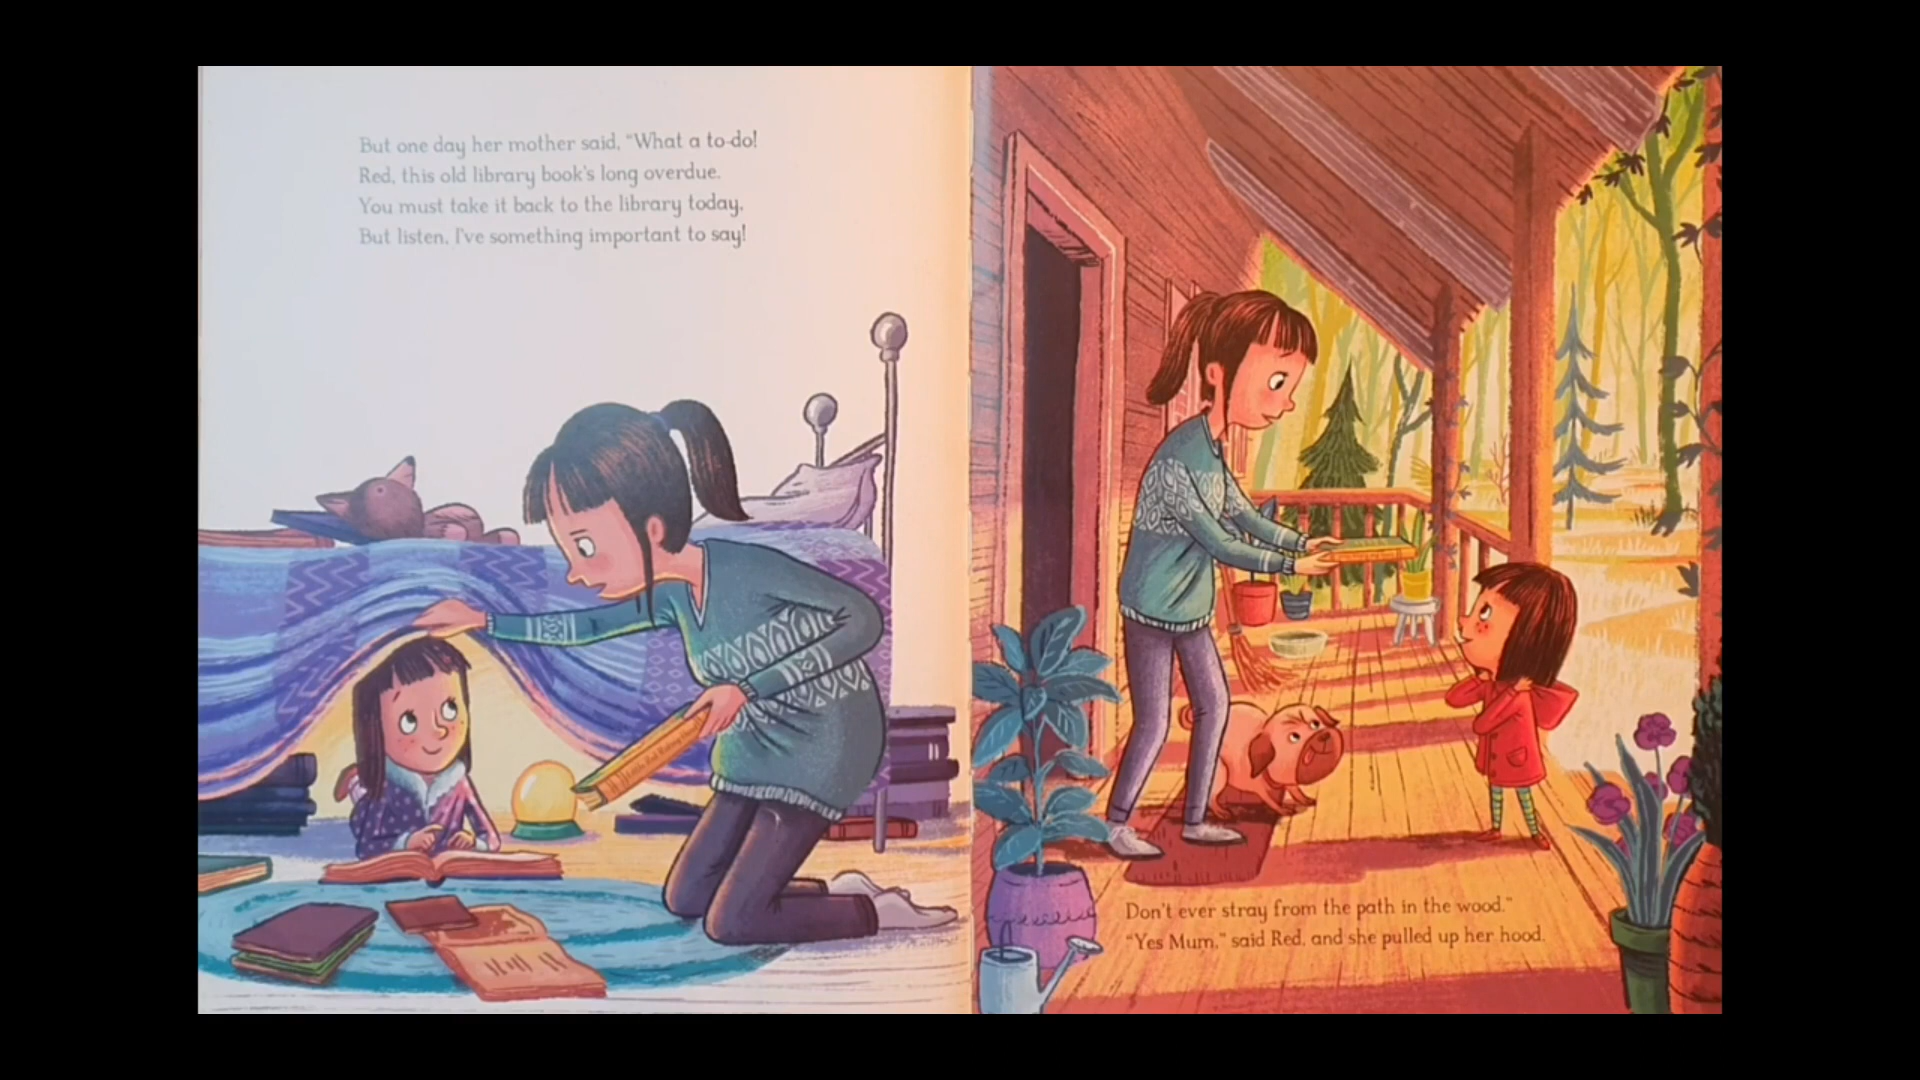 But one day her mother said, "What a to-do!
Red, this old library book's long overdue.
You must take it back to the library today,
But listen, I've something important to say!
Don't ever stray from the path in the wood."
"Yes Mum," said Red, and she pulled up her hood.